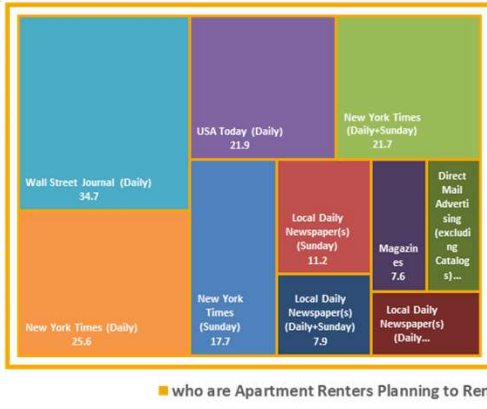 Wall Street Journal (Daily)
34.7
New York Times (Daily)
25.6
USA Today (Daily)
21.9
New York Times
(Daily+Sunday)
21.7
New York
Times
(Sunday)
17.7
Local Daily
Newspaper(s)
(Sunday)
11.2
Local Daily
Newspaper(s)
(Daily+Sunday)
7.9
Magazin
es
7.6
Direct
Mail
Adverti
sing
(excludi
ng
Catalog
s)...
Local Daily
Newspaper(s)
(Daily...
who are Apartment Renters Planning to Ren